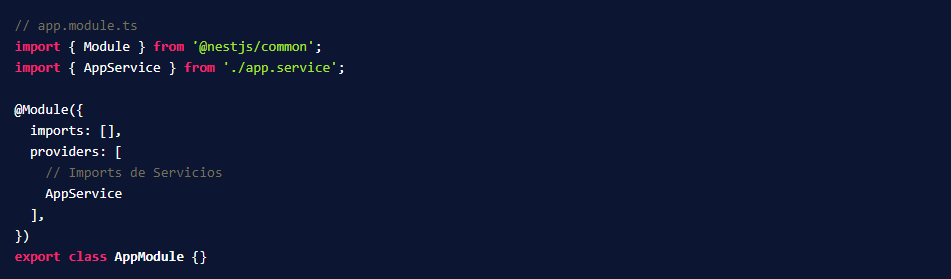 // app.module.ts
import { Module } from '@nestjs/common';
import { AppService } from './app.service';

@Module({
  imports: [],
  providers: [
    // Imports de Servicios
    AppService
  ],
})
export class AppModule {}